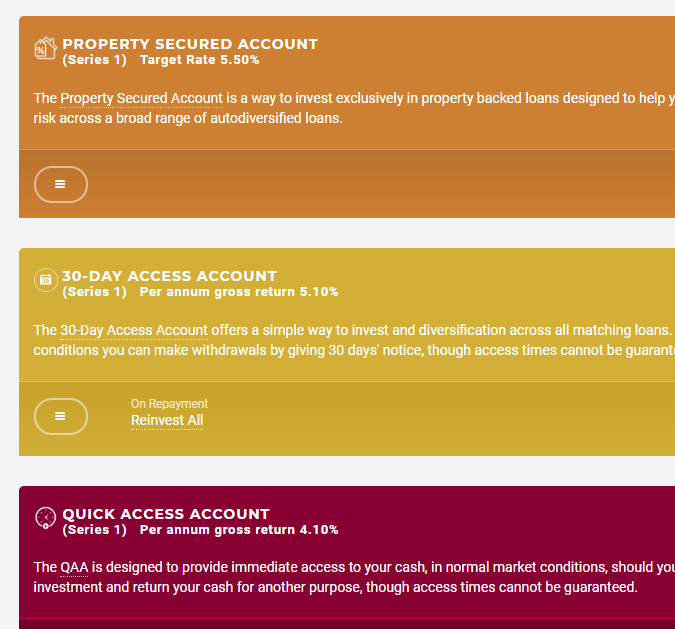 PROPERTY SECURED ACCOUNT
(Series 1) Target Rate 5.50%
The Property Secured Account is a way to invest exclusively in property backed loans designed to help
risk across a broad range of autodiversified loans.
30-DAY ACCESS ACCOUNT
(Series 1) Per annum gross return 5.10%
The 30-Day Access Account offers a simple way to invest and diversification across all matching loans.
conditions you can make withdrawals by giving 30 days' notice, though access times cannot be
On Repayment
Reinvest All
QUICK ACCESS ACCOUNT
(Series 1) Per annum gross return 4.10%
The QAA is designed to provide immediate access to your cash, in normal market conditions, should
investment and return your cash for another purpose, though access times cannot be guaranteed.